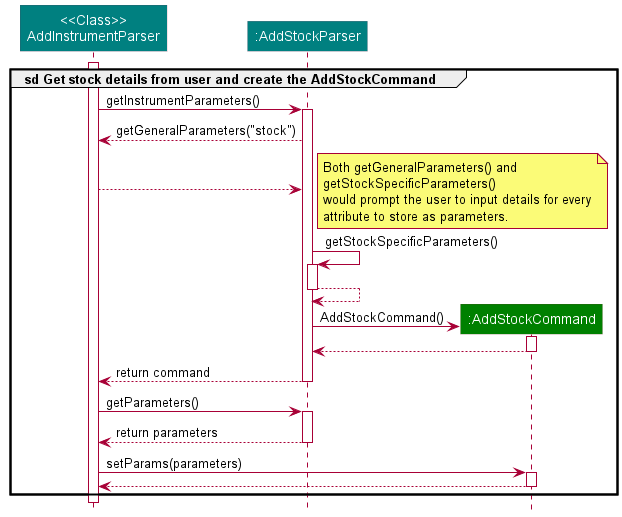 <<Class>>
AddInstrumentParser
:AddStockParser
sd Get stock details from user and create the AddStockCommand
getInstrumentParameters()
getGeneralParameters("stock")
Both getGeneralParameters() and
getStockSpecificParameters()
would prompt the user to input details for every
attribute to store as parameters.
getStockSpecificParameters()
AddStockCommand()
:AddStockCommand
return command
getParameters()
return parameters
setParams(parameters)